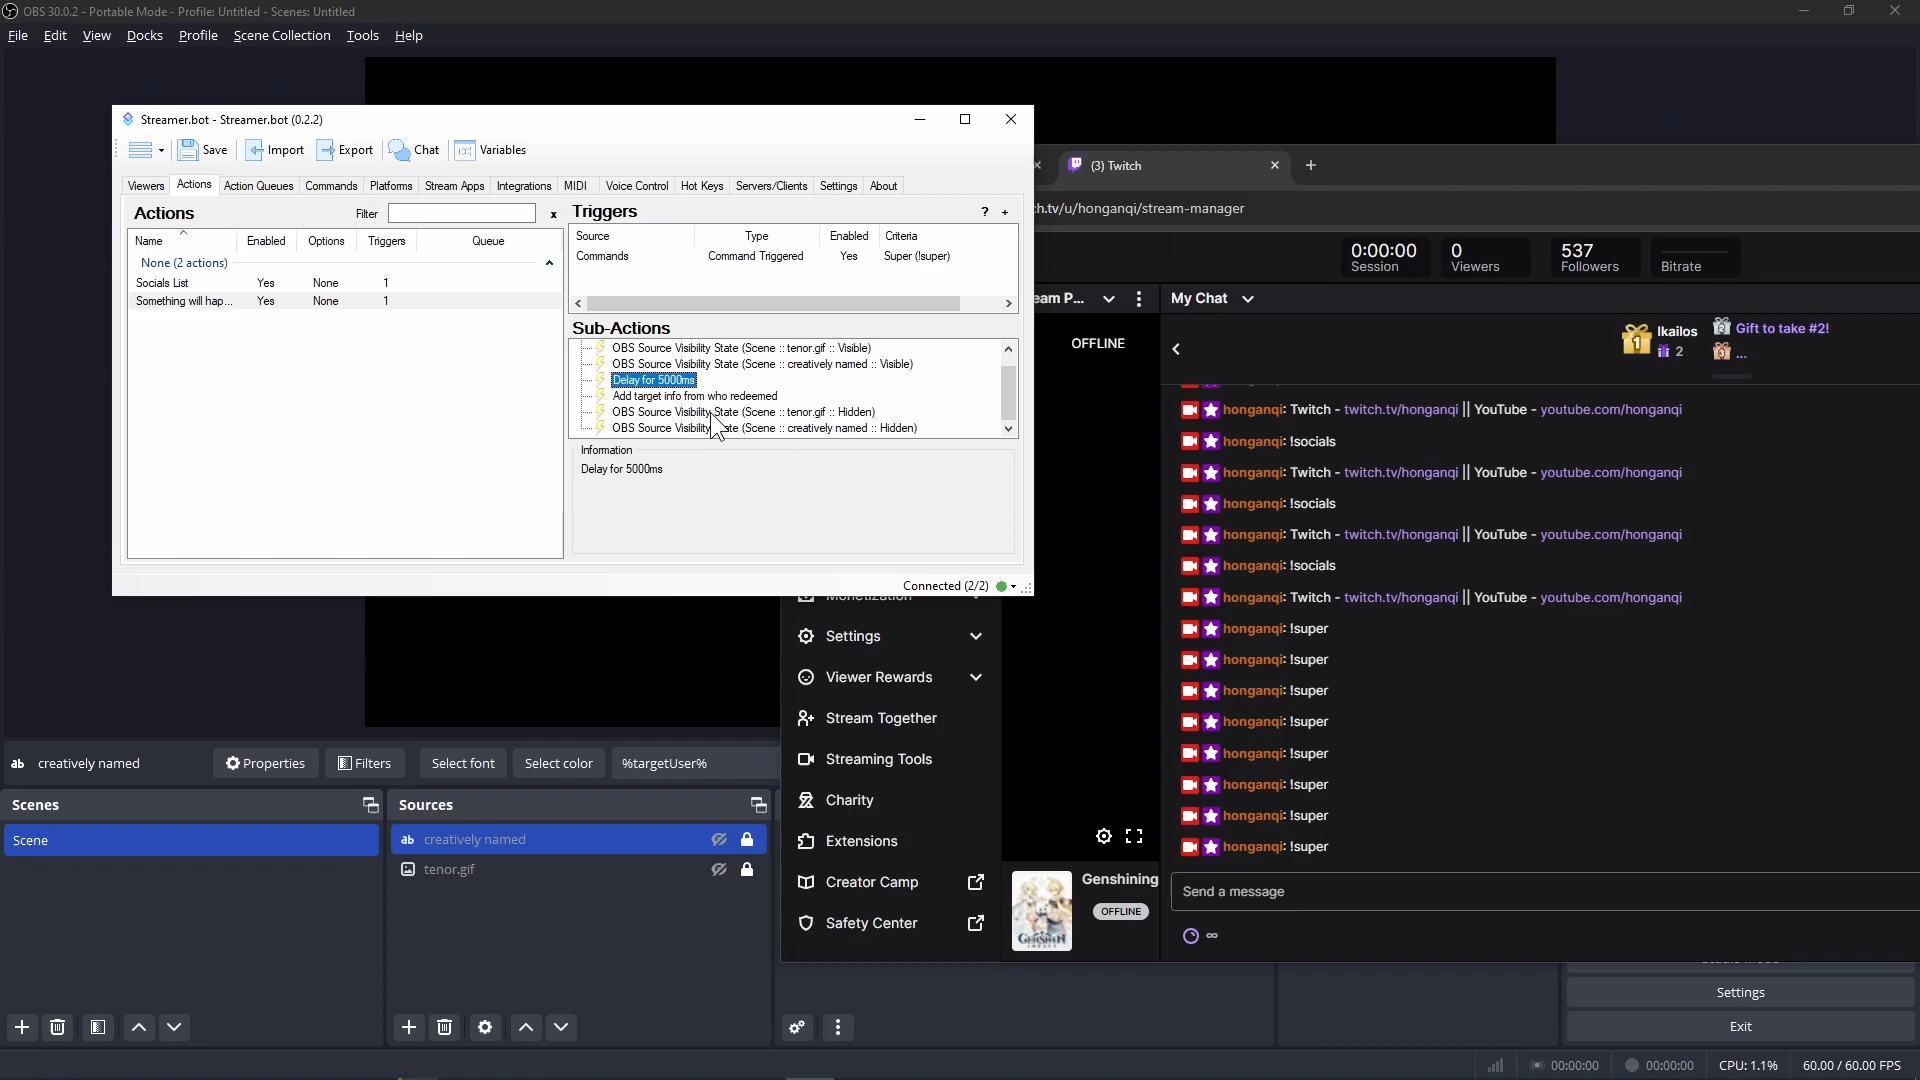 OBS 30.0.2 - Portable Mode - Profile: Untitled - Scenes: Untitled
File Edit View Docks Profile Scene Collection Tools Help
Streamer.bot - Streamer.bot (0.2.2)
Save Import Export Chat Variables
Viewers Actions Action Queues Commands Platforms Stream Apps Integrations MIDI Voice Control Hot Keys Servers/Clients Settings About
Actions
Filter
x
Name Enabled Options Triggers Queue
None (2 actions)
Socials List Yes None 1
Something will hap... Yes None 1
Triggers
? +
Source Type Enabled Criteria
Commands Command Triggered Yes Super (!super)
Sub-Actions
OBS Source Visibility State (Scene :: tenor.gif :: Visible)
OBS Source Visibility State (Scene :: creatively named :: Visible)
Delay for 5000ms
Add target info from who redeemed
OBS Source Visibility State (Scene :: tenor.gif :: Hidden)
OBS Source Visibility State (Scene :: creatively named :: Hidden)
Information
Delay for 5000ms
Connected (2/2)
(3) Twitch
h.tv/u/honganqi/stream-manager
0:00:00
Session
0
Viewers
537
Followers
Bitrate
eam P...
My Chat
OFFLINE
1
Ikailos
2
Gift to take #2!
...
honganqi: Twitch - twitch.tv/honganqi || YouTube - youtube.com/honganqi
honganqi: !socials
honganqi: Twitch - twitch.tv/honganqi || YouTube - youtube.com/honganqi
honganqi: !socials
honganqi: Twitch - twitch.tv/honganqi || YouTube - youtube.com/honganqi
honganqi: !socials
honganqi: Twitch - twitch.tv/honganqi || YouTube - youtube.com/honganqi
honganqi: !super
honganqi: !super
honganqi: !super
honganqi: !super
honganqi: !super
honganqi: !super
honganqi: !super
honganqi: !super
Send a message
Monetization
Settings
Viewer Rewards
Stream Together
Streaming Tools
Charity
Extensions
Creator Camp
Safety Center
Genshining
OFFLINE
GENSHIN
ab creatively named
Properties Filters Select font Select color %targetUser%
Scenes
Scene
Sources
ab creatively named
tenor.gif
Settings
Exit
00:00:00 00:00:00 CPU: 1.1% 60.00 / 60.00 FPS